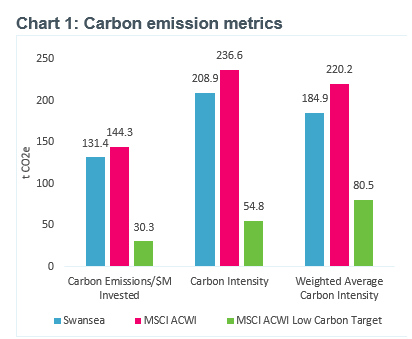 Chart 1: Carbon emission metrics
250
200
150
100
50
0
t CO2e
131.4
144.3
30.3
208.9
236.6
54.8
184.9
220.2
80.5
Carbon Emissions/$M
Invested
Carbon Intensity
Weighted Average
Carbon Intensity
Swansea
MSCI ACWI
MSCI ACWI Low Carbon Target